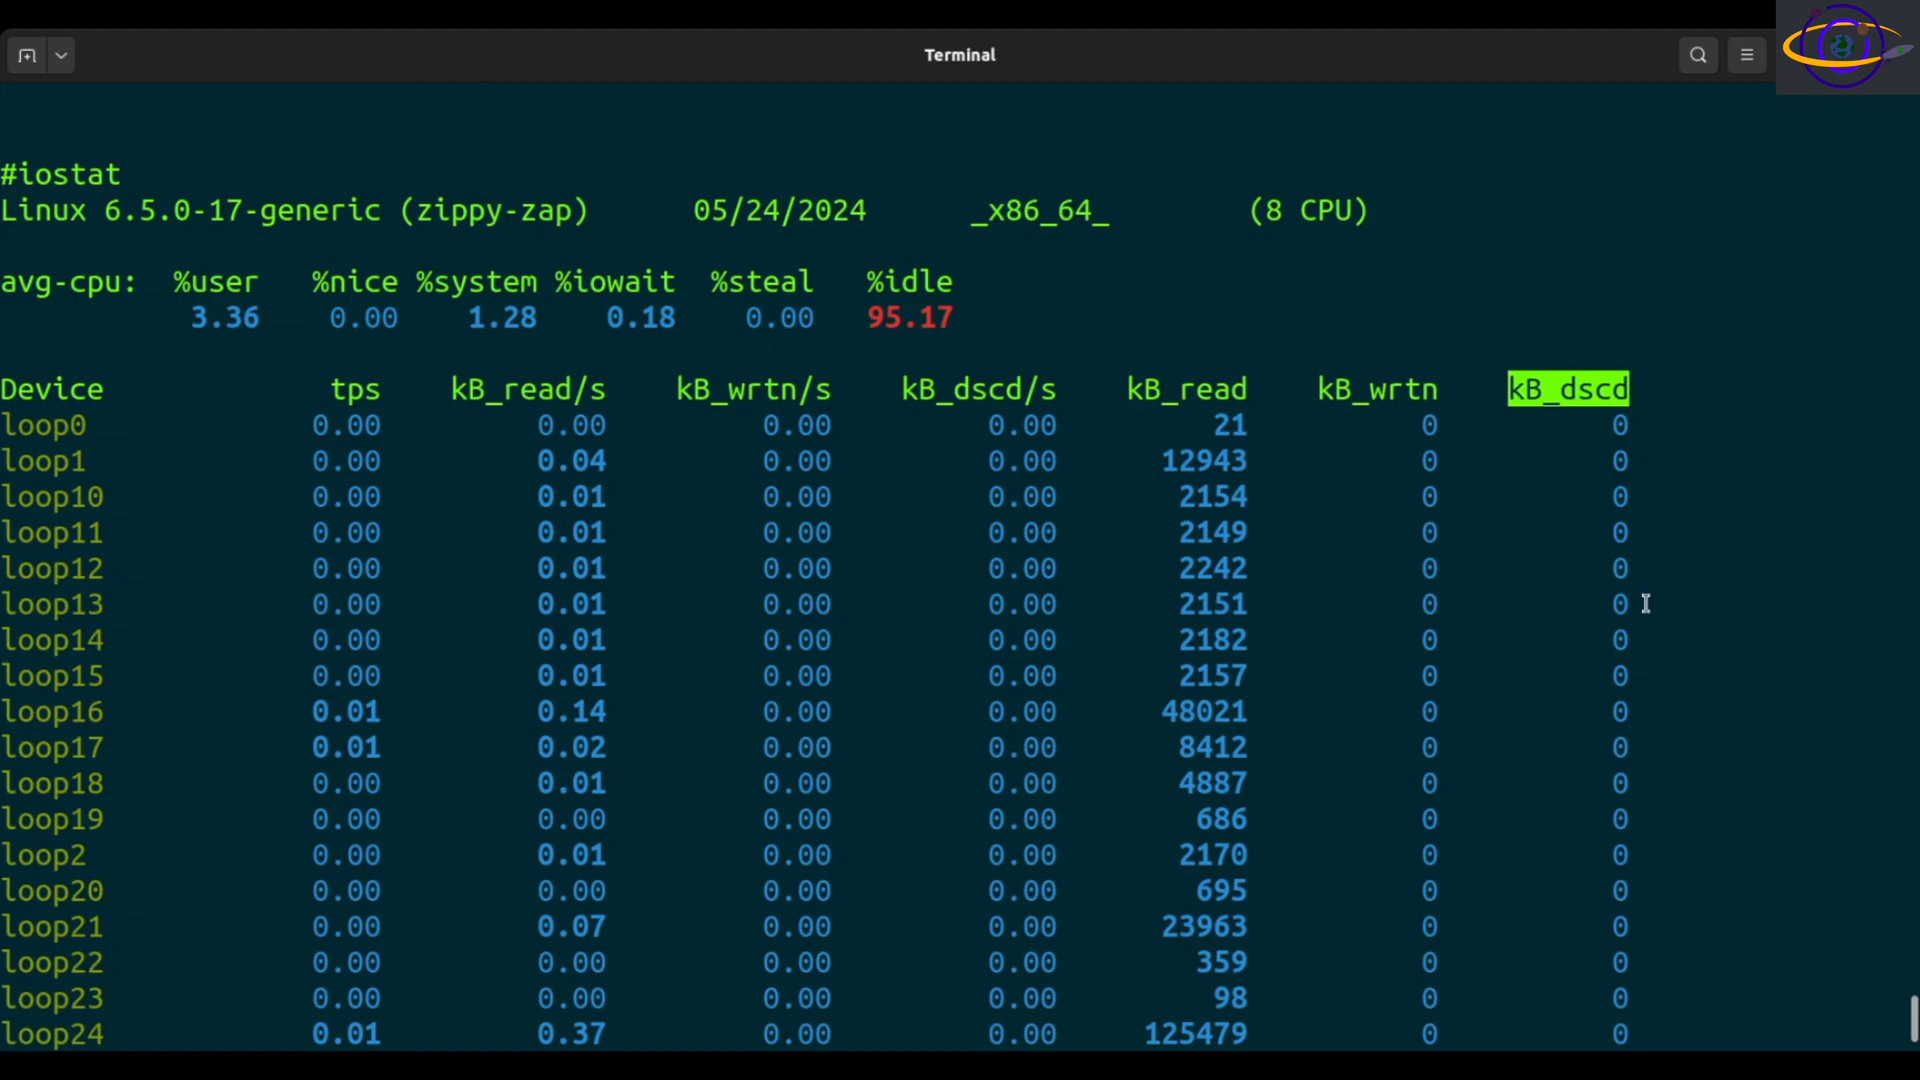 Terminal
#iostat
Linux 6.5.0-17-generic (zippy-zap) 05/24/2024 _x86_64_ (8 CPU)
avg-cpu: %user %nice %system %iowait %steal %idle
3.36 0.00 1.28 0.18 0.00 95.17
Device tps kB_read/s kB_wrtn/s kB_dscd/s kB_read kB_wrtn kB_dscd
loop0 0.00 0.00 0.00 0.00 21 0 0
loop1 0.00 0.04 0.00 0.00 12943 0 0
loop10 0.00 0.01 0.00 0.00 2154 0 0
loop11 0.00 0.01 0.00 0.00 2149 0 0
loop12 0.00 0.01 0.00 0.00 2242 0 0
loop13 0.00 0.01 0.00 0.00 2151 0 0
loop14 0.00 0.01 0.00 0.00 2182 0 0
loop15 0.00 0.01 0.00 0.00 2157 0 0
loop16 0.01 0.14 0.00 0.00 48021 0 0
loop17 0.01 0.02 0.00 0.00 8412 0 0
loop18 0.00 0.01 0.00 0.00 4887 0 0
loop19 0.00 0.00 0.00 0.00 686 0 0
loop2 0.00 0.01 0.00 0.00 2170 0 0
loop20 0.00 0.00 0.00 0.00 695 0 0
loop21 0.00 0.07 0.00 0.00 23963 0 0
loop22 0.00 0.00 0.00 0.00 359 0 0
loop23 0.00 0.00 0.00 0.00 98 0 0
loop24 0.01 0.37 0.00 0.00 125479 0 0